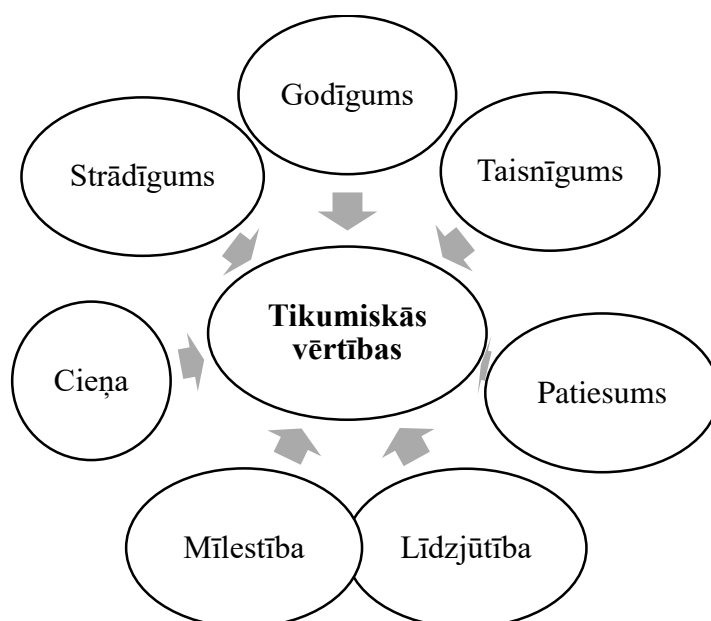 Godīgums
Strādīgums
Taisnīgums
Tikumiskās
vērtības
Cieņa
Patiesums
Mīlestība
Līdzjūtība